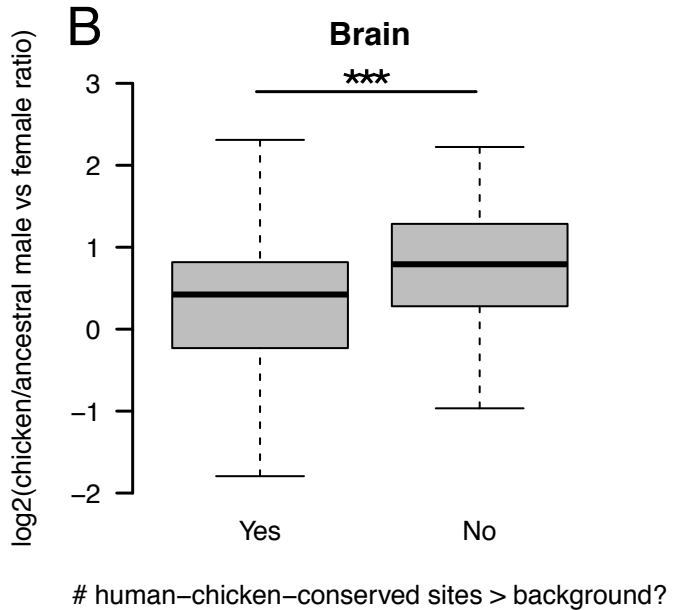 B
Brain
***
log2(chicken/ancestral male vs female ratio)
3
2
1
0
−1
−2
Yes No
# human−chicken−conserved sites > background?